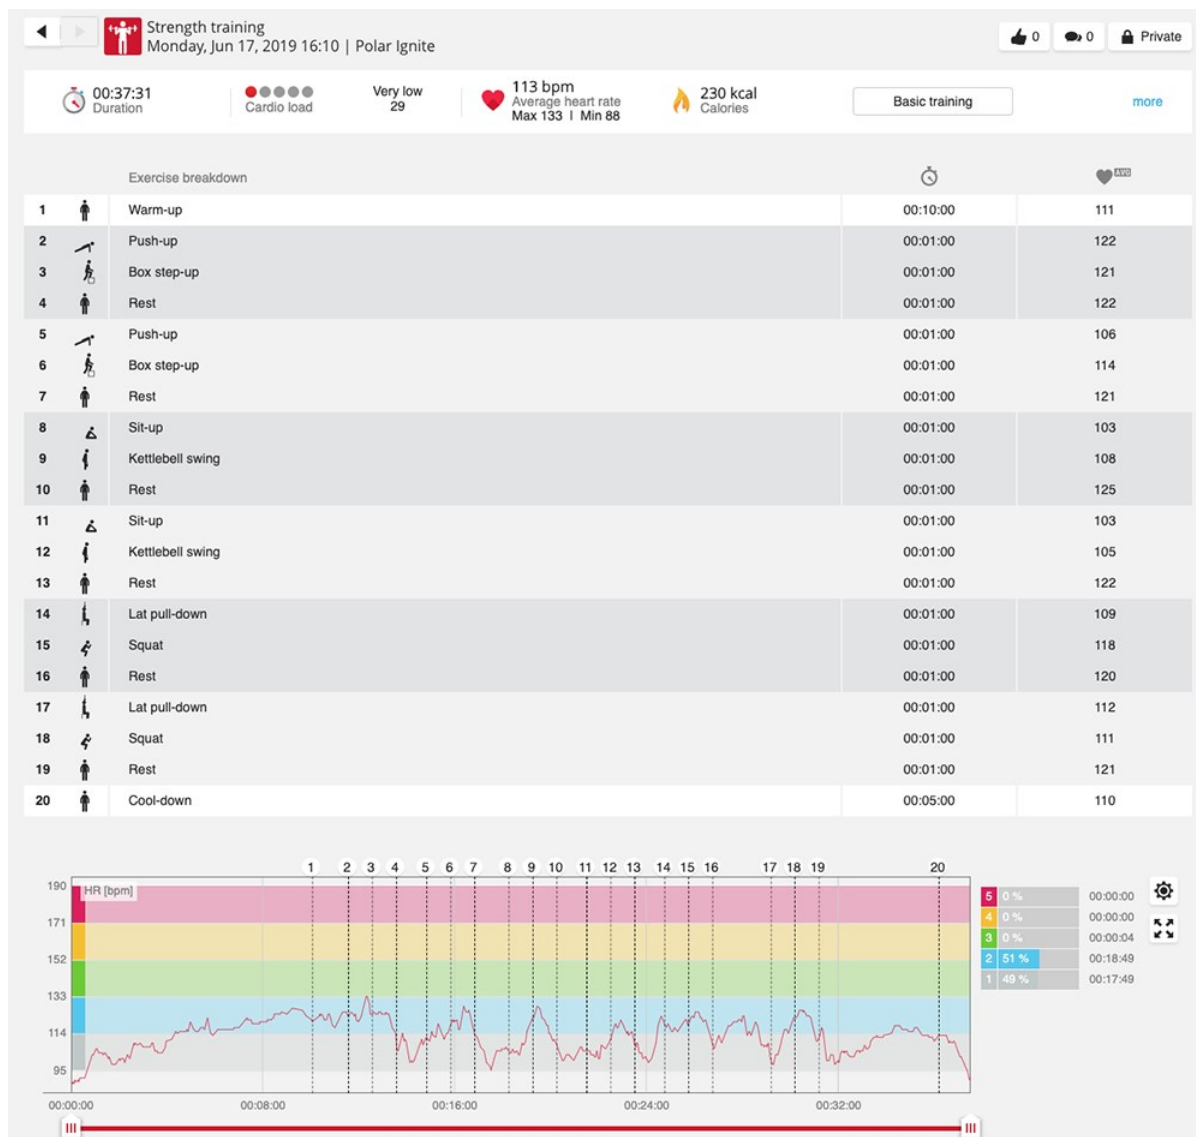 Strength training
Monday, Jun 17, 2019 16:10 | Polar Ignite
0 0 Private
00:37:31
Duration
Cardio load
Very low
29
113 bpm
Average heart rate
Max 133 | Min 88
230 kcal
Calories
Basic training
more
Exercise breakdown AVG
1 Warm-up 00:10:00 111
2 Push-up 00:01:00 122
3 Box step-up 00:01:00 121
4 Rest 00:01:00 122
5 Push-up 00:01:00 106
6 Box step-up 00:01:00 114
7 Rest 00:01:00 121
8 Sit-up 00:01:00 103
9 Kettlebell swing 00:01:00 108
10 Rest 00:01:00 125
11 Sit-up 00:01:00 103
12 Kettlebell swing 00:01:00 105
13 Rest 00:01:00 122
14 Lat pull-down 00:01:00 109
15 Squat 00:01:00 118
16 Rest 00:01:00 120
17 Lat pull-down 00:01:00 112
18 Squat 00:01:00 111
19 Rest 00:01:00 121
20 Cool-down 00:05:00 110
1 2 3 4 5 6 7 8 9 10 11 12 13 14 15 16 17 18 19 20
HR [bpm]
190
171
152
133
114
95
00:00:00 00:08:00 00:16:00 00:24:00 00:32:00
5 0 % 00:00:00
4 0 % 00:00:00
3 0 % 00:00:04
2 51 % 00:18:49
1 49 % 00:17:49